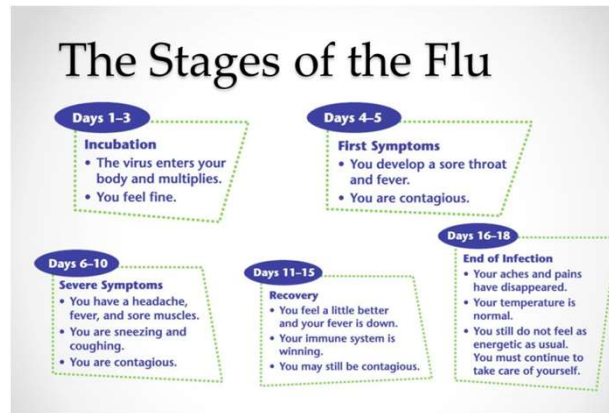 The Stages of the Flu
Days 1–3
Incubation
• The virus enters your
body and multiplies.
• You feel fine.
Days 4–5
First Symptoms
• You develop a sore throat
and fever.
• You are contagious.
Days 6–10
Severe Symptoms
• You have a headache,
fever, and sore muscles.
• You are sneezing and
coughing.
• You are contagious.
Days 11–15
Recovery
• You feel a little better
and your fever is down.
• Your immune system is
winning.
• You may still be contagious.
Days 16–18
End of Infection
• Your aches and pains
have disappeared.
• Your temperature is
normal.
• You still do not feel as
energetic as usual.
You must continue to
take care of yourself.